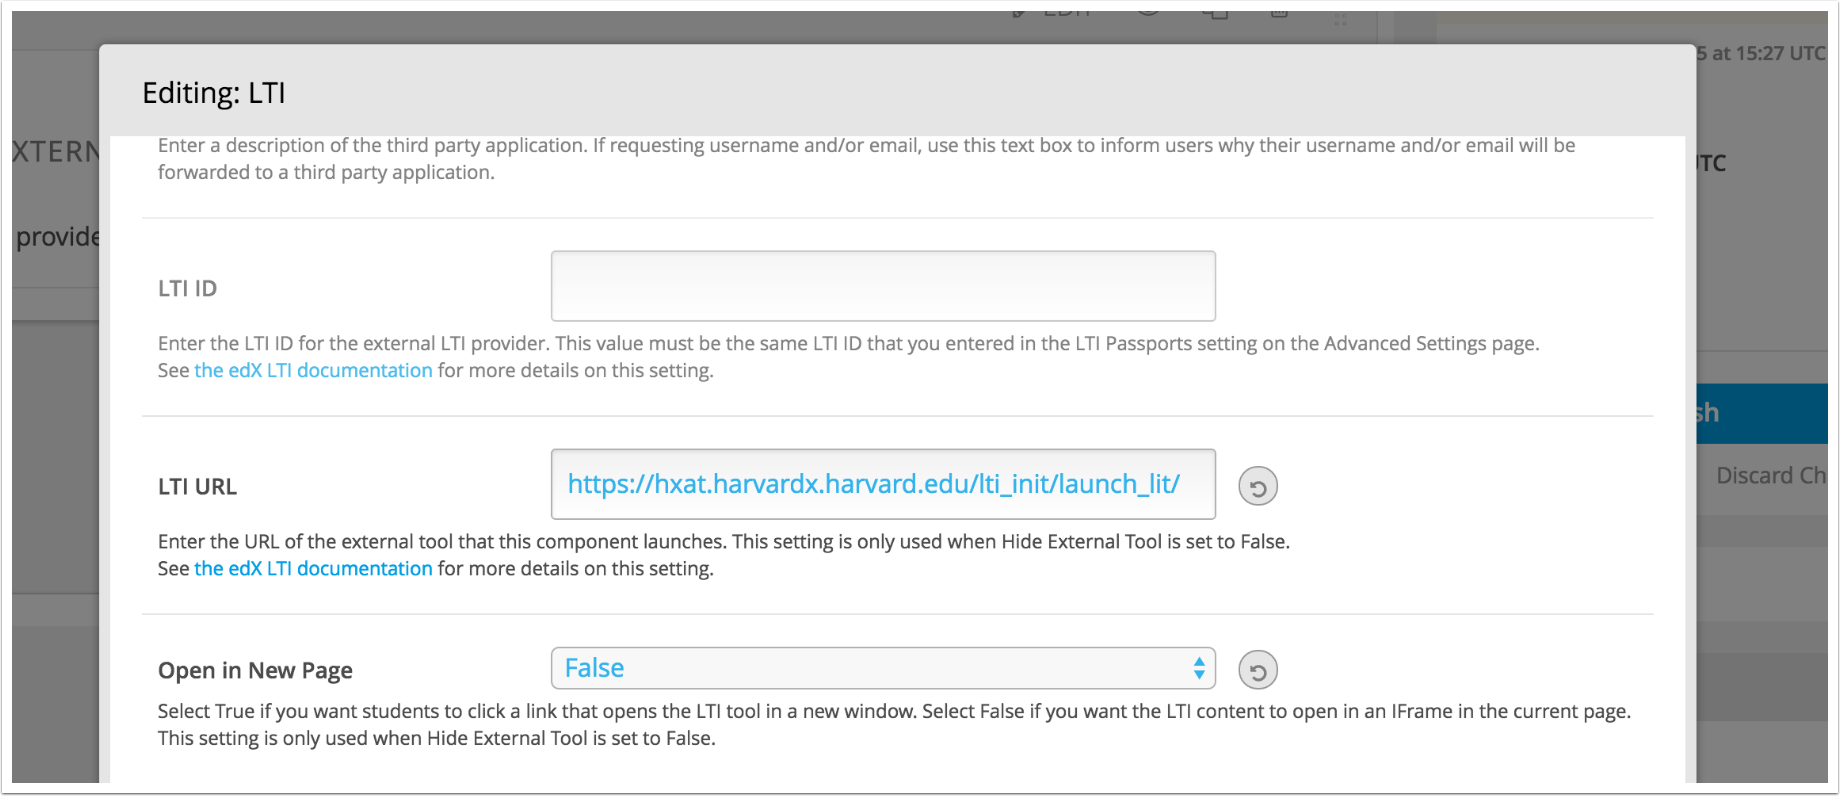 EDIT
5 at 15:27 UTC
Editing: LTI
XTERN
Enter a description of the third party application. If requesting username and/or email, use this text box to inform users why their username and/or email will be
forwarded to a third party application.
UTC
provide
LTI ID
Enter the LTI ID for the external LTI provider. This value must be the same LTI ID that you entered in the LTI Passports setting on the Advanced Settings page.
See the edX LTI documentation for more details on this setting.
sh
Discard Ch
LTI URL
https://hxat.harvardx.harvard.edu/lti_init/launch_lit/
Enter the URL of the external tool that this component launches. This setting is only used when Hide External Tool is set to False.
See the edX LTI documentation for more details on this setting.
Open in New Page
False
Select True if you want students to click a link that opens the LTI tool in a new window. Select False if you want the LTI content to open in an IFrame in the current page.
This setting is only used when Hide External Tool is set to False.